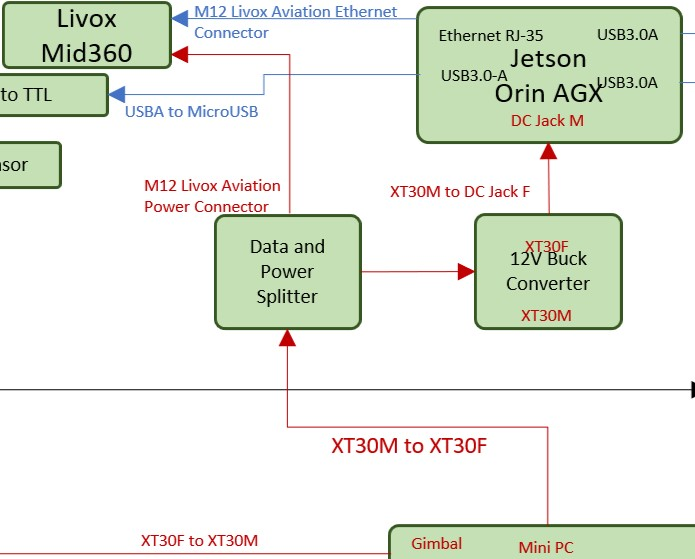 Livox
Mid360
M12 Livox Aviation Ethernet
Connector
Ethernet RJ-35
USB3.0A
Jetson
USB3.0-A
USB3.0A
Orin AGX
DC Jack M
to TTL
USBA to MicroUSB
sor
M12 Livox Aviation
Power Connector
XT30M to DC Jack F
Data and
Power
Splitter
XT30F
12V Buck
Converter
XT30M
XT30M to XT30F
XT30F to XT30M
Gimbal
Mini PC